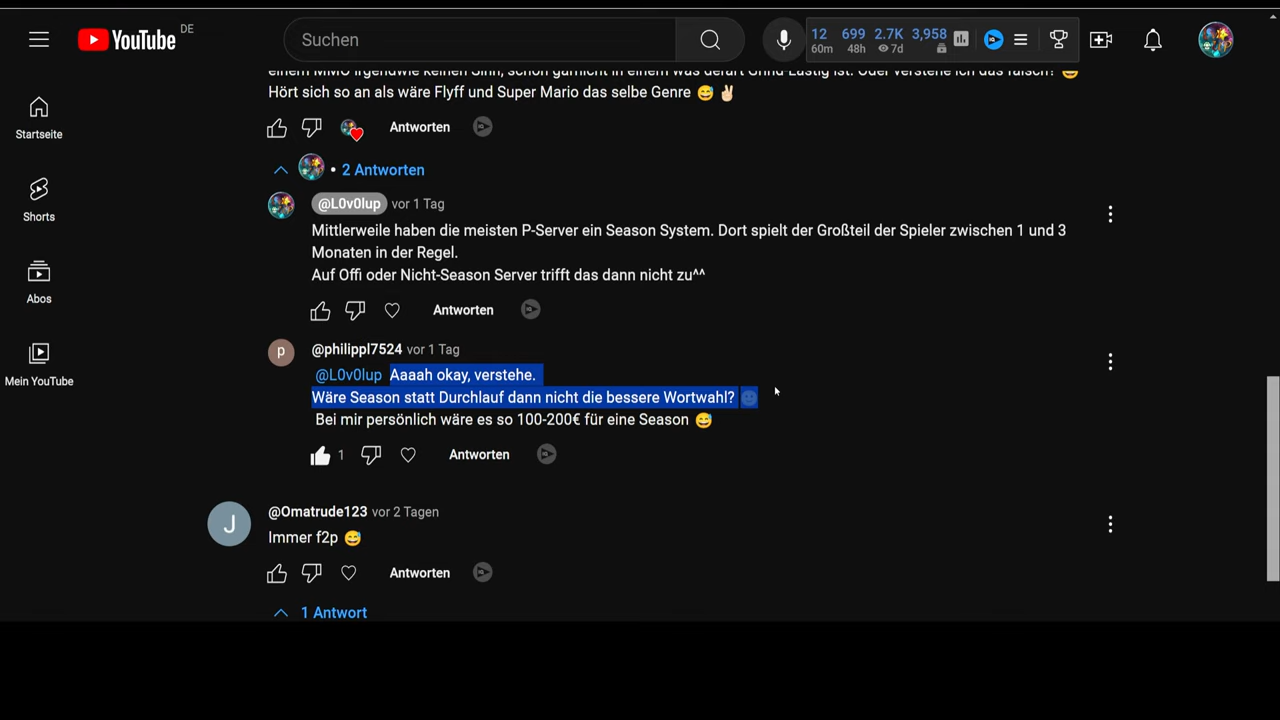 YouTube DE
Suchen
12 699 2.7K 3,958
60m 48h 7d
Startseite
Shorts
Abos
Mein YouTube
einem MMO irgendwie keinen Sinn, schon garnicht in einem was derart Grind-Lastig ist. Oder verstehe ich das falsch? 😅
Hört sich so an als wäre Flyff und Super Mario das selbe Genre 😅 ✌🏻
Antworten
• 2 Antworten
@L0v0lup vor 1 Tag
Mittlerweile haben die meisten P-Server ein Season System. Dort spielt der Großteil der Spieler zwischen 1 und 3
Monaten in der Regel.
Auf Offi oder Nicht-Season Server trifft das dann nicht zu^^
Antworten
P
@philippl7524 vor 1 Tag
@L0v0lup Aaaah okay, verstehe.
Wäre Season statt Durchlauf dann nicht die bessere Wortwahl?
Bei mir persönlich wäre es so 100-200€ für eine Season 😅
1 Antworten
J
@Omatrude123 vor 2 Tagen
Immer f2p 😅
Antworten
1 Antwort